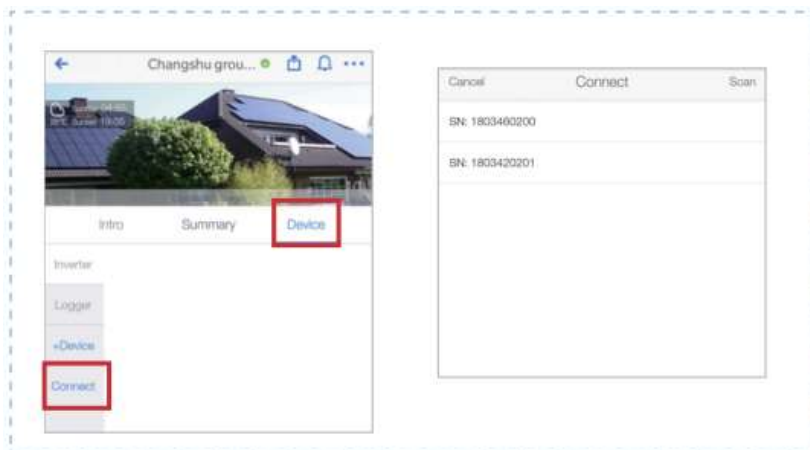 Changshu grou...
Intro Summary Device
Inverter
Logger
+Device
Connect
Cancel Connect Scan
SN: 1803460200
SN: 1803420201